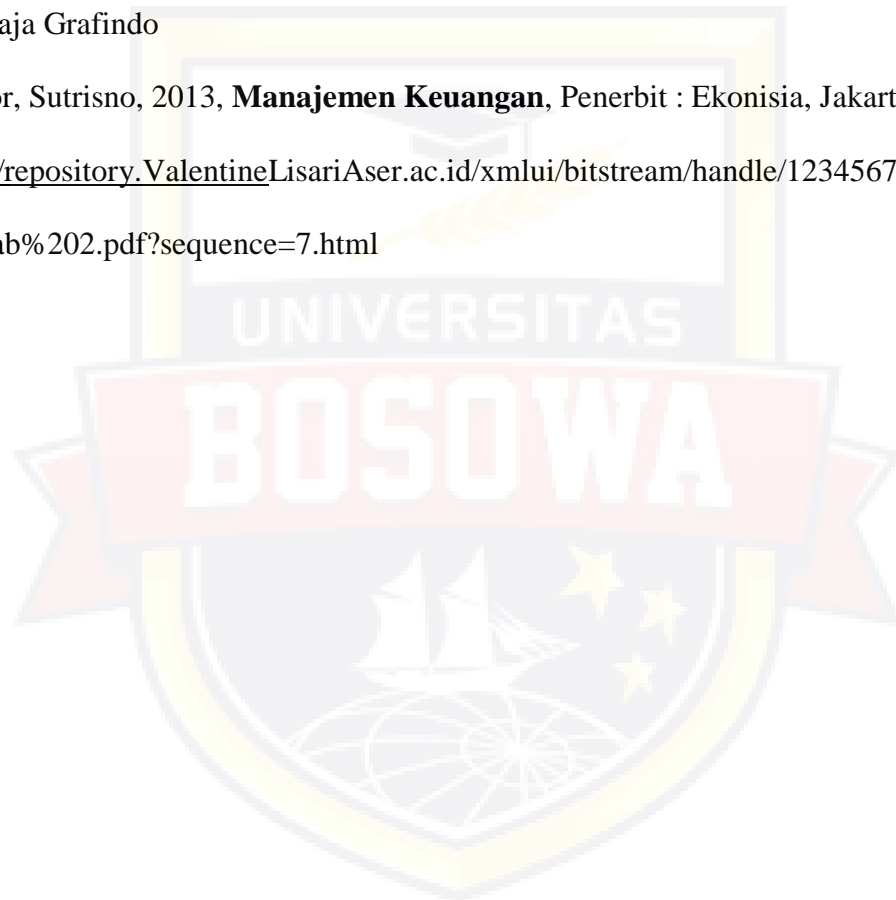 aja Grafindo
or, Sutrisno, 2013, Manajemen Keuangan, Penerbit : Ekonisia, Jakart
/repository.ValentineLisariAser.ac.id/xmlui/bitstream/handle/1234567
ab%202.pdf?sequence=7.html
UNIVERSITAS
BOSOWA